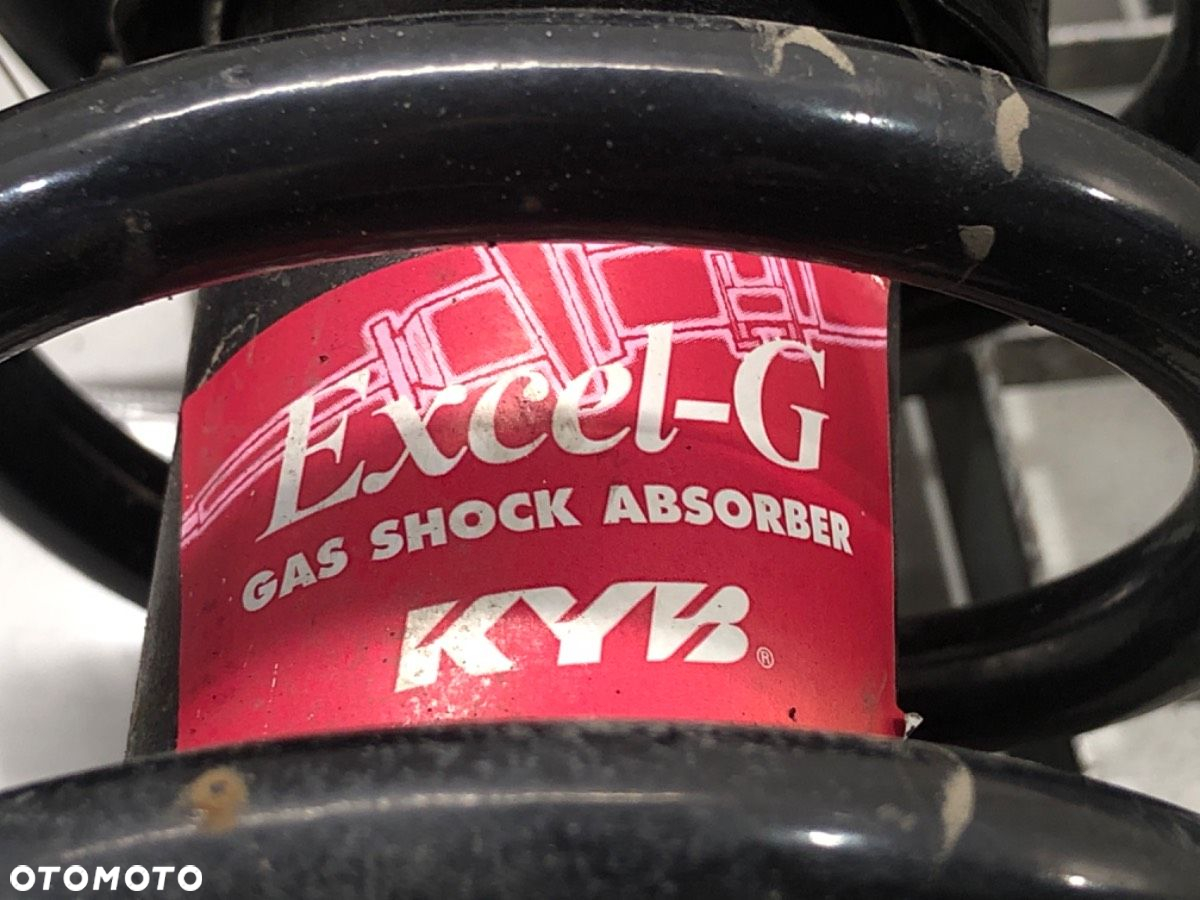 Excel-G
GAS SHOCK ABSORBER
KYB®
OTOMOTO